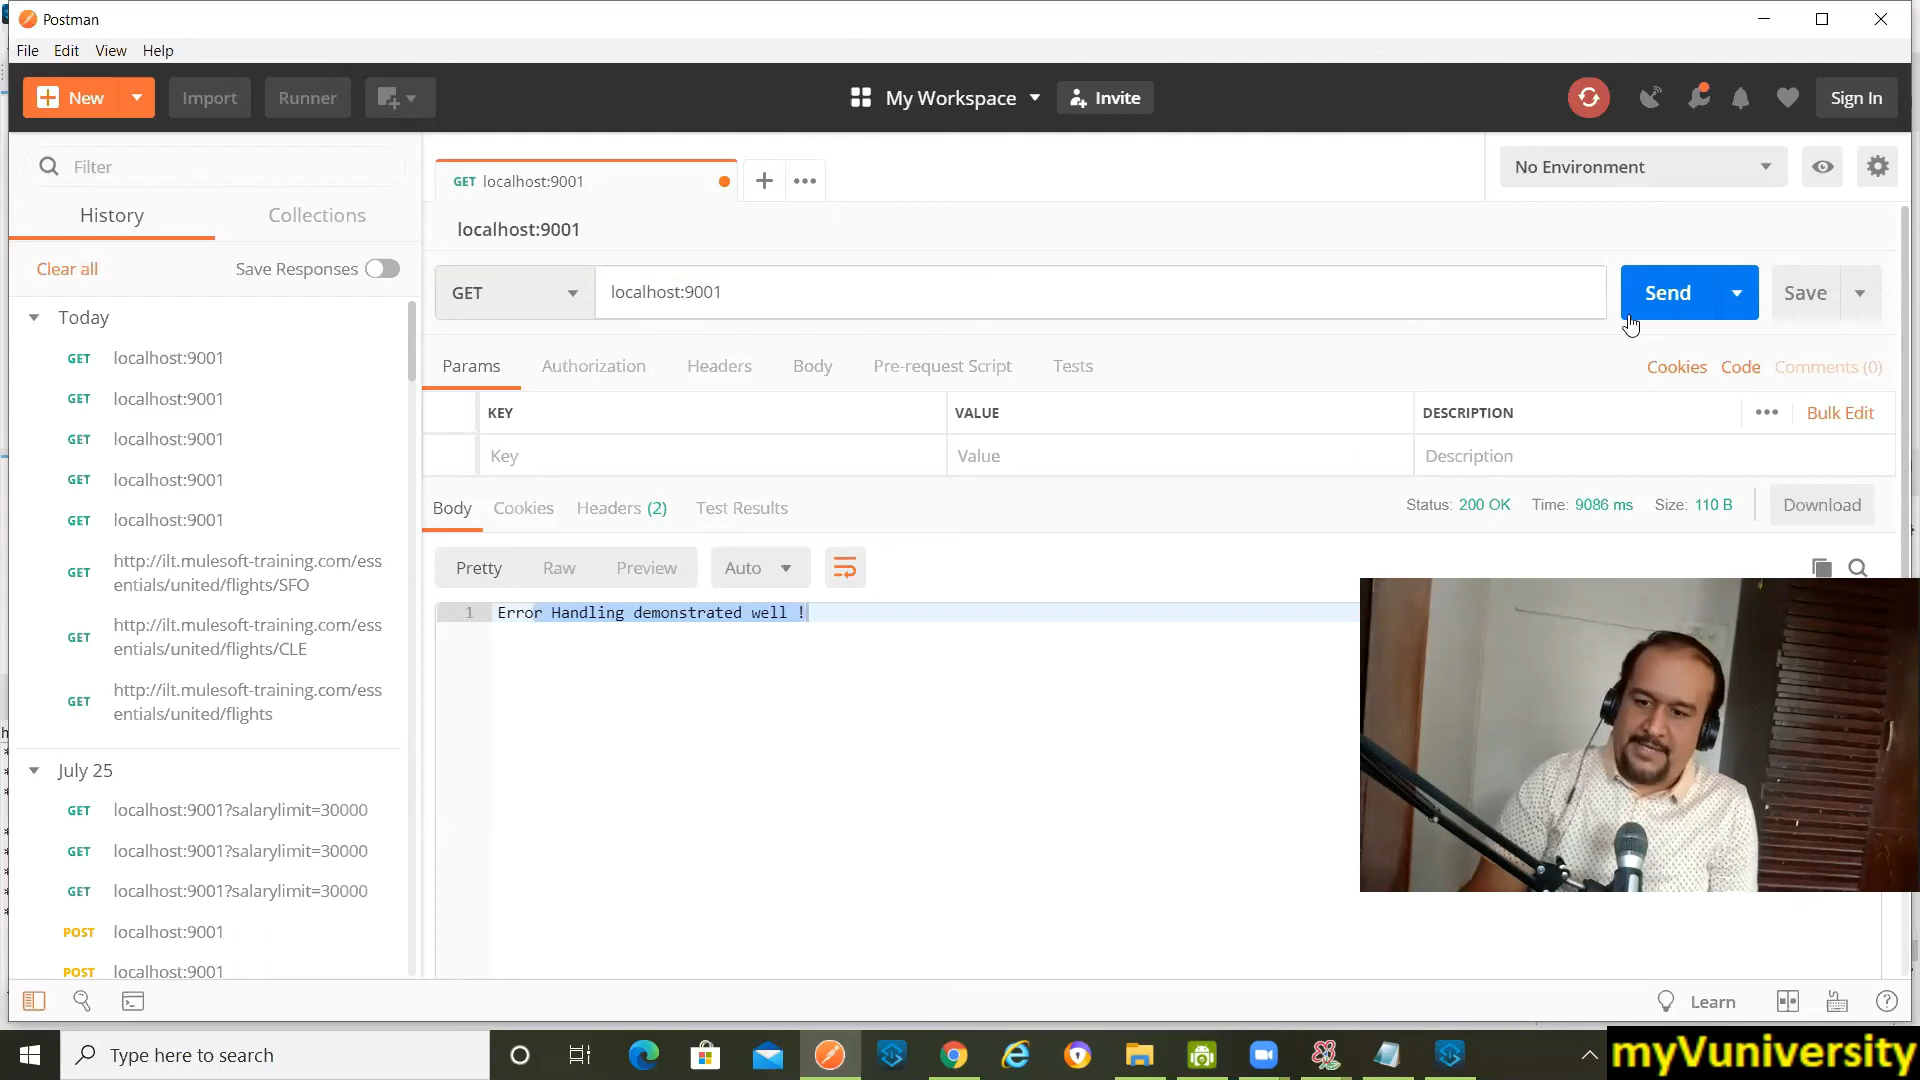 Postman
File Edit View Help
New Import Runner My Workspace Invite Sign In
Filter
History Collections
Clear all Save Responses
Today
GET localhost:9001
GET localhost:9001
GET localhost:9001
GET localhost:9001
GET localhost:9001
GET http://ilt.mulesoft-training.com/ess
entials/united/flights/SFO
GET http://ilt.mulesoft-training.com/ess
entials/united/flights/CLE
GET http://ilt.mulesoft-training.com/ess
entials/united/flights
July 25
GET localhost:9001?salarylimit=30000
GET localhost:9001?salarylimit=30000
GET localhost:9001?salarylimit=30000
POST localhost:9001
POST localhost:9001
GET localhost:9001
No Environment
localhost:9001
GET localhost:9001 Send Save
Params Authorization Headers Body Pre-request Script Tests Cookies Code Comments (0)
KEY VALUE DESCRIPTION Bulk Edit
Key Value Description
Body Cookies Headers (2) Test Results Status: 200 OK Time: 9086 ms Size: 110 B Download
Pretty Raw Preview Auto
1 Error Handling demonstrated well !
Learn
Type here to search
myVuniversity